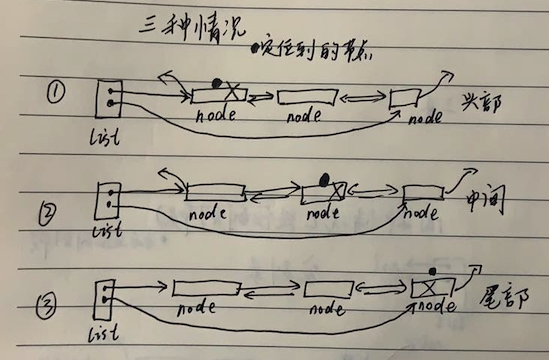 三种情况
●定位到的节点
①
node node node 头部
list
②
node node node 中间
list
③
node node node 尾部
list